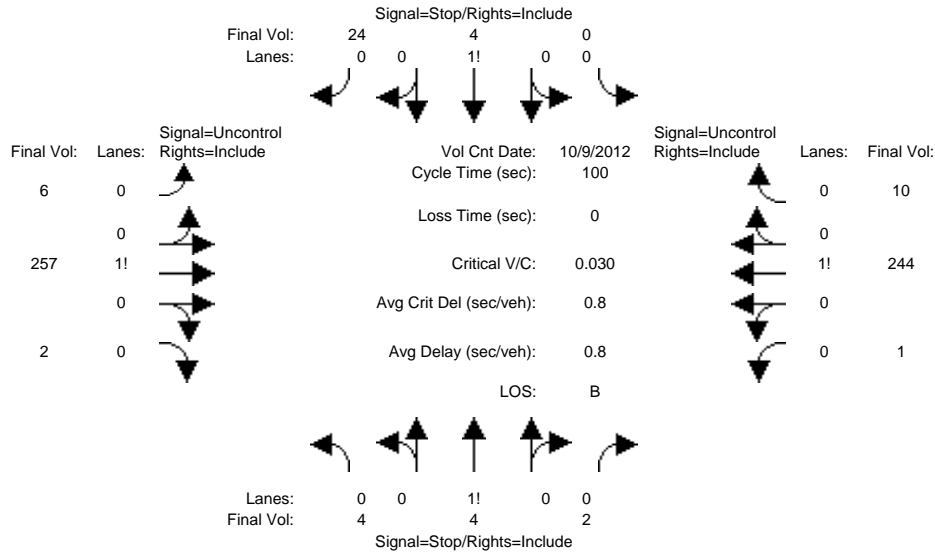 Signal=Stop/Rights=Include
Final Vol: 24 4 0
Lanes: 0 0 1! 0 0
Signal=Uncontrol Signal=Uncontrol
Final Vol: Lanes: Rights=Include Vol Cnt Date: 10/9/2012 Rights=Include Lanes: Final Vol:
Cycle Time (sec): 100
6 0 0 10
Loss Time (sec): 0
0 0
257 1! Critical V/C: 0.030 1! 244
0 Avg Crit Del (sec/veh): 0.8 0
2 0 Avg Delay (sec/veh): 0.8 0 1
LOS: B
Lanes: 0 0 1! 0 0
Final Vol: 4 4 2
Signal=Stop/Rights=Include